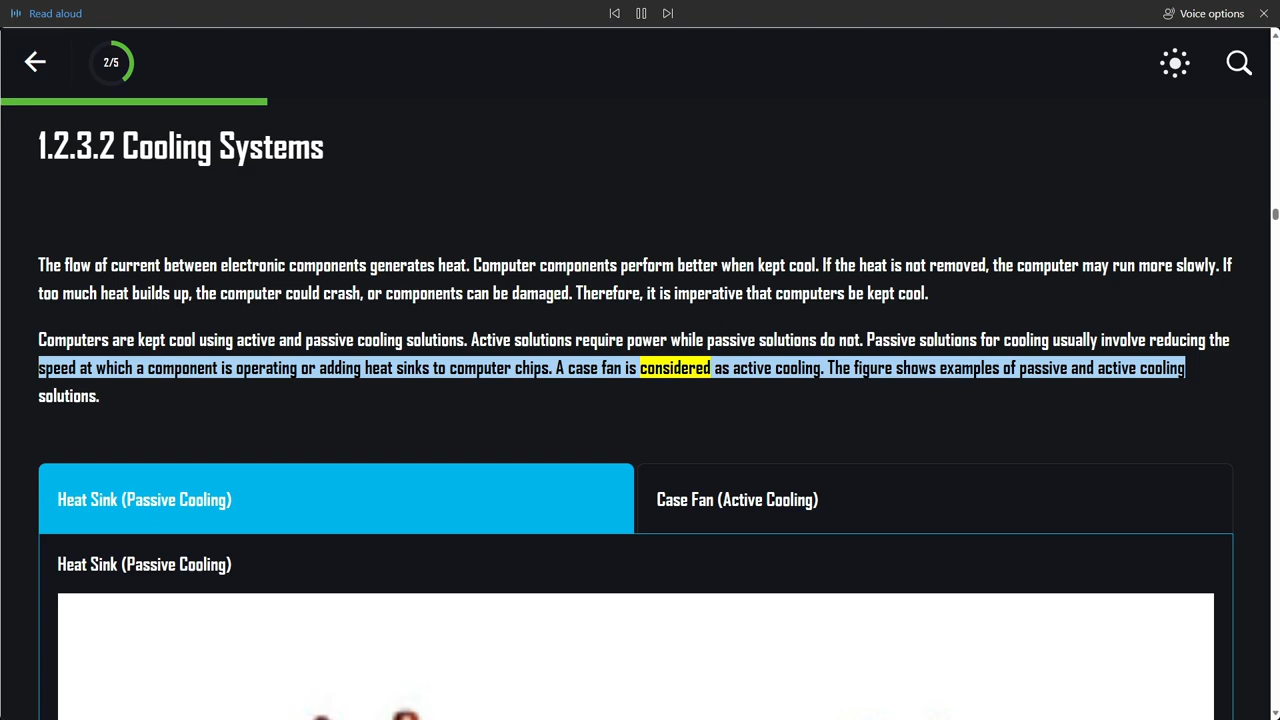 Read aloud
Voice options
2/5
1.2.3.2 Cooling Systems
The flow of current between electronic components generates heat. Computer components perform better when kept cool. If the heat is not removed, the computer may run more slowly. If
too much heat builds up, the computer could crash, or components can be damaged. Therefore, it is imperative that computers be kept cool.
Computers are kept cool using active and passive cooling solutions. Active solutions require power while passive solutions do not. Passive solutions for cooling usually involve reducing the
speed at which a component is operating or adding heat sinks to computer chips. A case fan is considered as active cooling. The figure shows examples of passive and active cooling
solutions.
Heat Sink (Passive Cooling)
Case Fan (Active Cooling)
Heat Sink (Passive Cooling)